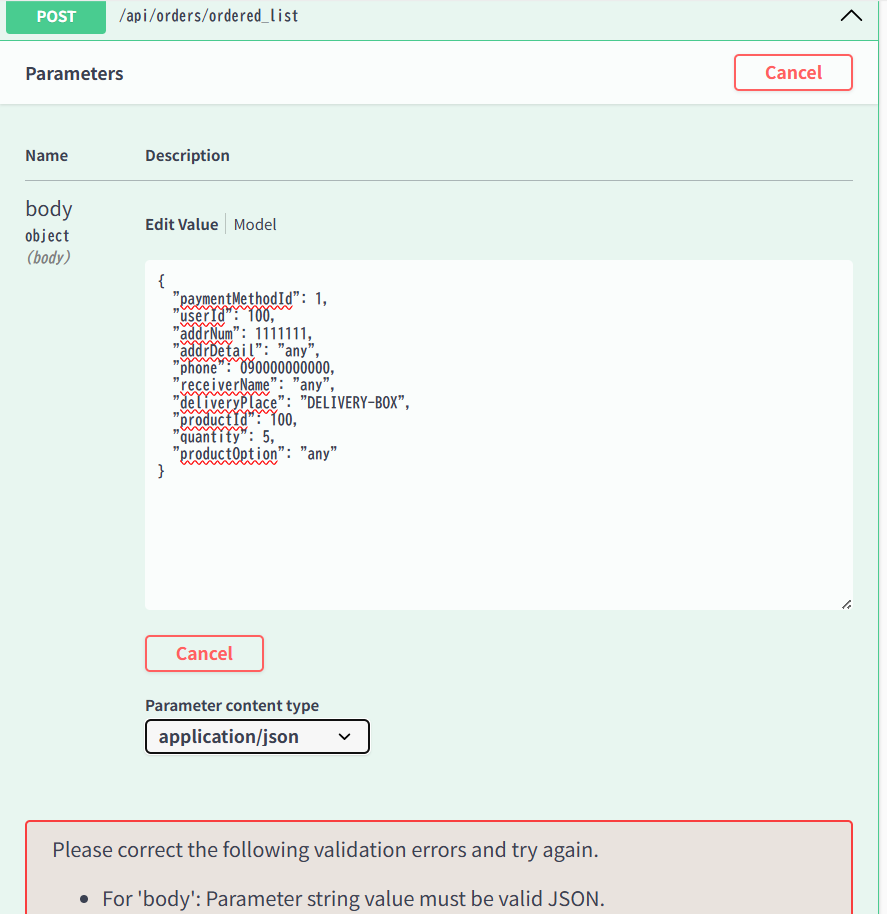 POST /api/orders/ordered_list
Parameters
Cancel
Name Description
body
object
(body)
Edit Value Model
{
"paymentMethodId": 1,
"userId": 100,
"addrNum": 1111111,
"addrDetail": "any",
"phone": 090000000000,
"receiverName": "any",
"deliveryPlace": "DELIVERY-BOX",
"productId": 100,
"quantity": 5,
"productOption": "any"
}
Cancel
Parameter content type
application/json
Please correct the following validation errors and try again.
• For 'body': Parameter string value must be valid JSON.